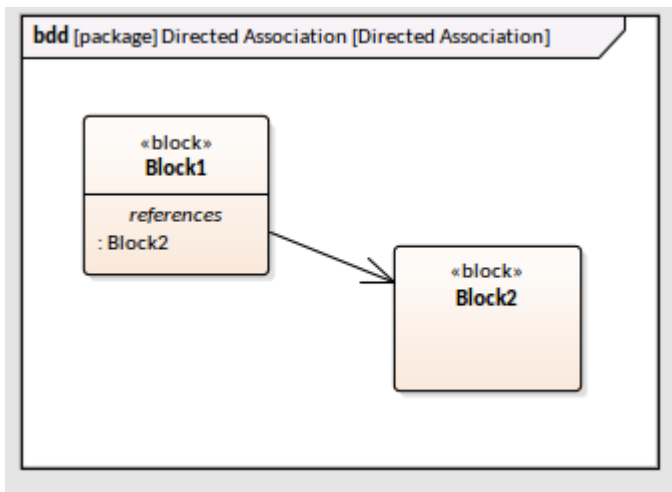 bdd [package] Directed Association [Directed Association]
«block»
Block1
references
: Block2
«block»
Block2